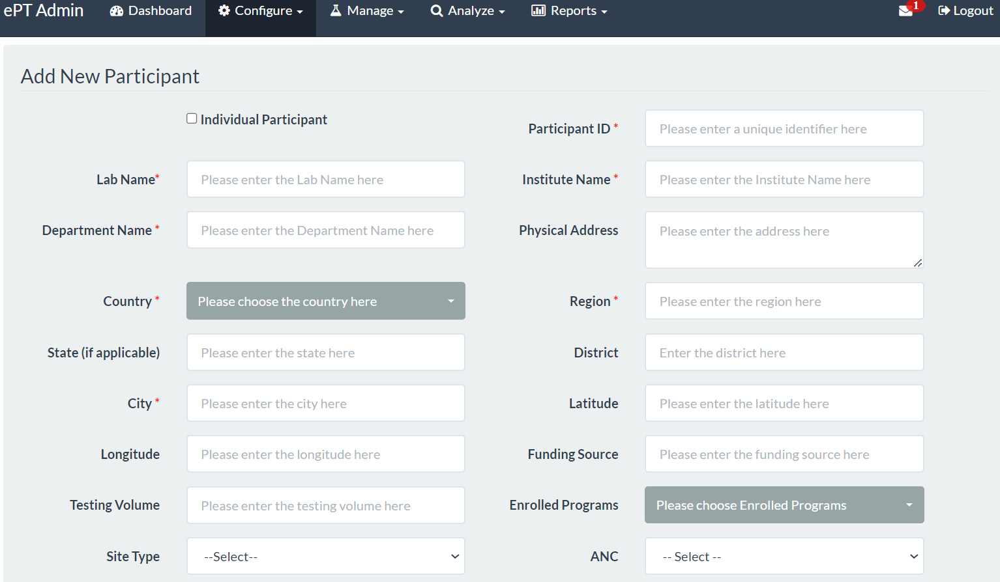 ePT Admin Dashboard Configure Manage Analyze Reports 1 Logout
Add New Participant
Individual Participant
Participant ID * Please enter a unique identifier here
Lab Name* Please enter the Lab Name here Institute Name * Please enter the Institute Name here
Department Name * Please enter the Department Name here Physical Address Please enter the address here
Country * Please choose the country here Region * Please enter the region here
State (if applicable) Please enter the state here District Enter the district here
City * Please enter the city here Latitude Please enter the latitude here
Longitude Please enter the longitude here Funding Source Please enter the funding source here
Testing Volume Please enter the testing volume here Enrolled Programs Please choose Enrolled Programs
Site Type --Select-- ANC -- Select --